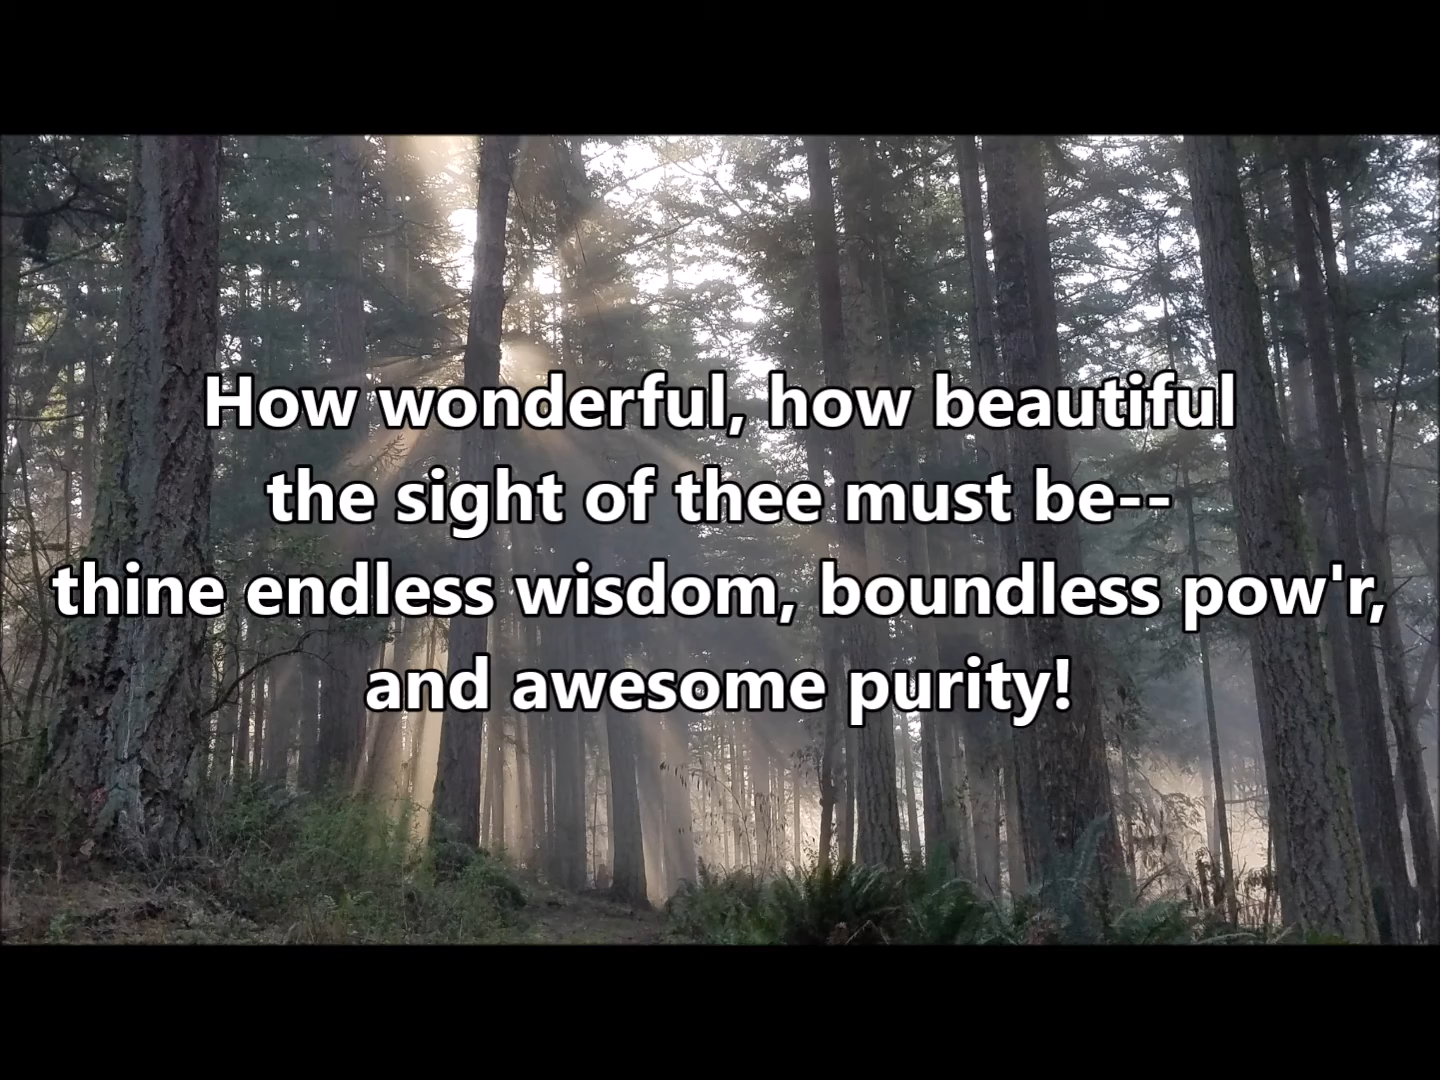 How wonderful, how beautiful
the sight of thee must be--
thine endless wisdom, boundless pow'r,
and awesome purity!